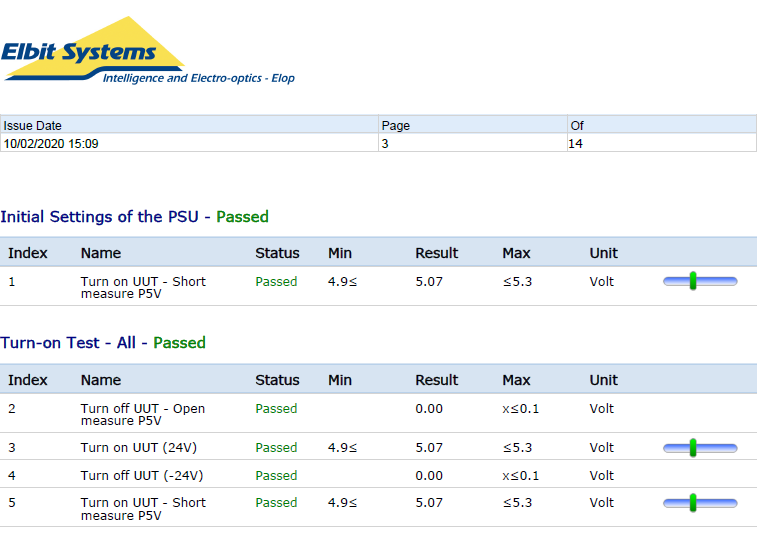 Elbit Systems
Intelligence and Electro-optics - Elop
Issue Date Page Of
10/02/2020 15:09 3 14
Initial Settings of the PSU - Passed
Index Name Status Min Result Max Unit
1 Turn on UUT - Short Passed 4.9≤ 5.07 ≤5.3 Volt
measure P5V
Turn-on Test - All - Passed
Index Name Status Min Result Max Unit
2 Turn off UUT - Open Passed 0.00 x≤0.1 Volt
measure P5V
3 Turn on UUT (24V) Passed 4.9≤ 5.07 ≤5.3 Volt
4 Turn off UUT (-24V) Passed 0.00 x≤0.1 Volt
5 Turn on UUT - Short Passed 4.9≤ 5.07 ≤5.3 Volt
measure P5V